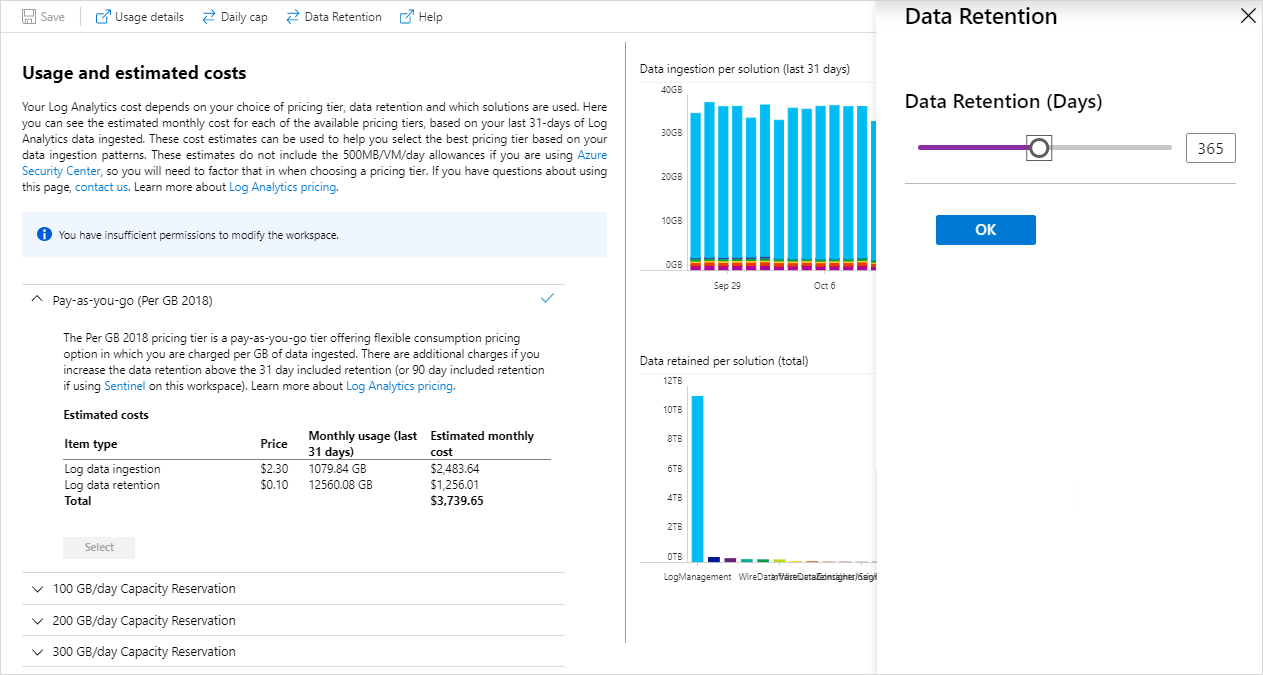 Save
Usage details
Daily cap
Data Retention
Help
Usage and estimated costs
Your Log Analytics cost depends on your choice of pricing tier, data retention and which solutions are used. Here
you can see the estimated monthly cost for each of the available pricing tiers, based on your last 31-days of Log
Analytics data ingested. These cost estimates can be used to help you select the best pricing tier based on your
data ingestion patterns. These estimates do not include the 500MB/VM/day allowances if you are using Azure
Security Center, so you will need to factor that in when choosing a pricing tier. If you have questions about using
this page, contact us. Learn more about Log Analytics pricing.
You have insufficient permissions to modify the workspace.
Pay-as-you-go (Per GB 2018)
The Per GB 2018 pricing tier is a pay-as-you-go tier offering flexible consumption pricing
option in which you are charged per GB of data ingested. There are additional charges if you
increase the data retention above the 31 day included retention (or 90 day included retention
if using Sentinel on this workspace). Learn more about Log Analytics pricing.
Estimated costs
Item type Price Monthly usage (last 31 days) Estimated monthly cost
Log data ingestion $2.30 1079.84 GB $2,483.64
Log data retention $0.10 12560.08 GB $1,256.01
Total $3,739.65
Select
100 GB/day Capacity Reservation
200 GB/day Capacity Reservation
300 GB/day Capacity Reservation
Data ingestion per solution (last 31 days)
40GB
30GB
20GB
10GB
0GB
Sep 29 Oct 6
Data retained per solution (total)
12TB
10TB
8TB
6TB
4TB
2TB
0TB
LogManagement
Data Retention
Data Retention (Days)
365
OK